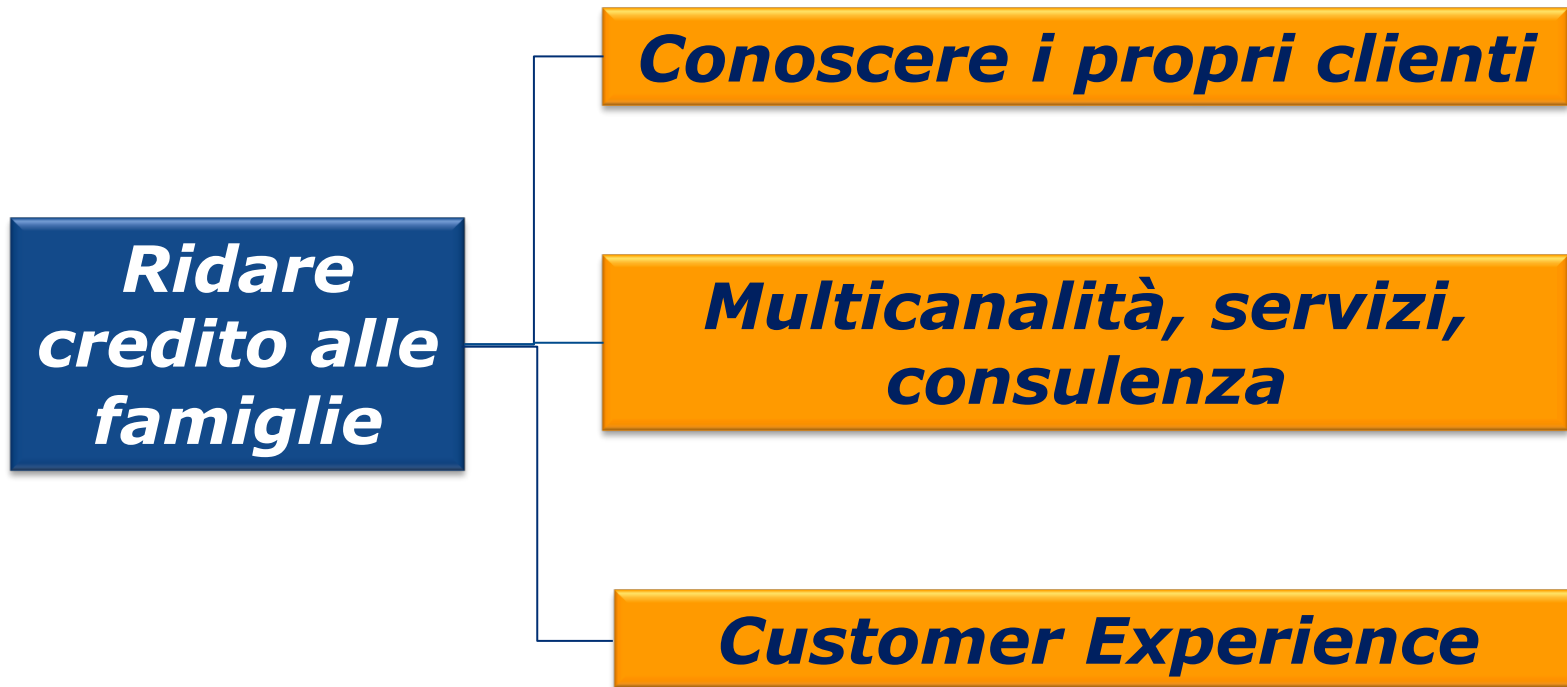 Conoscere i propri clienti
Ridare
credito alle
famiglie
Multicanalità, servizi,
consulenza
Customer Experience